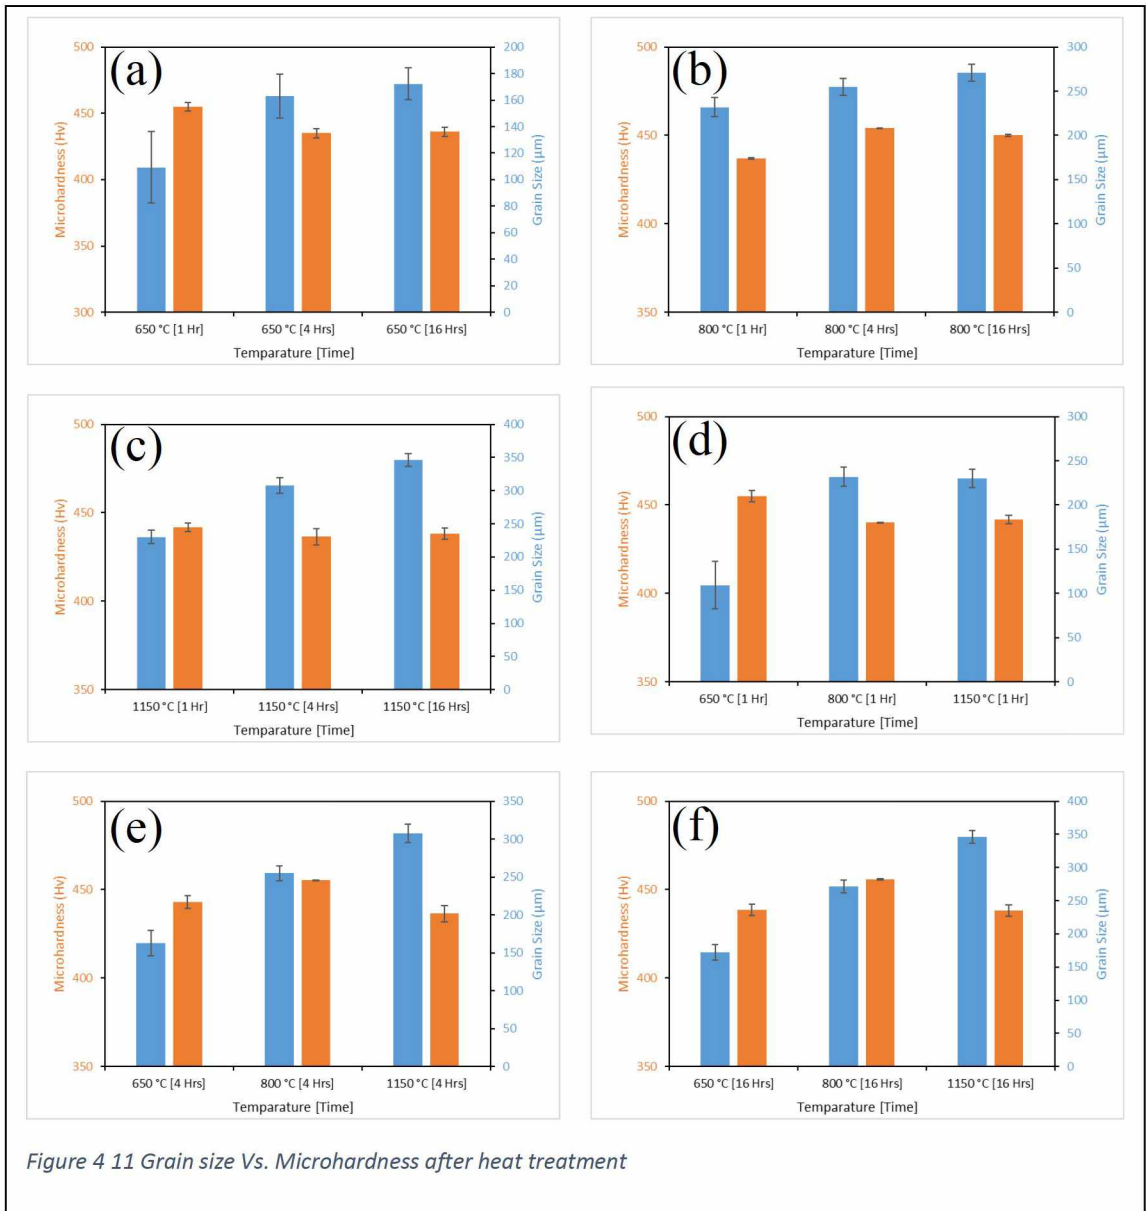 (a)
500
450
400
350
300
Microhardness (Hv)
200
180
160
140
120
100
80
60
40
20
0
Grain Size (µm)
650 °C [1 Hr]
650 °C [4 Hrs]
650 °C [16 Hrs]
Temparature [Time]
(b)
500
450
400
350
Microhardness (Hv)
300
250
200
150
100
50
0
Grain Size (µm)
800 °C [1 Hr]
800 °C [4 Hrs]
800 °C [16 Hrs]
Temparature [Time]
(c)
500
450
400
350
Microhardness (Hv)
400
350
300
250
200
150
100
50
0
Grain Size (µm)
1150 °C [1 Hr]
1150 °C [4 Hrs]
1150 °C [16 Hrs]
Temparature [Time]
(d)
500
450
400
350
Microhardness (Hv)
300
250
200
150
100
50
0
Grain Size (µm)
650 °C [1 Hr]
800 °C [1 Hr]
1150 °C [1 Hr]
Temparature [Time]
(e)
500
450
400
350
Microhardness (Hv)
350
300
250
200
150
100
50
0
Grain Size (µm)
650 °C [4 Hrs]
800 °C [4 Hrs]
1150 °C [4 Hrs]
Temparature [Time]
(f)
500
450
400
350
Microhardness (Hv)
400
350
300
250
200
150
100
50
0
Grain Size (µm)
650 °C [16 Hrs]
800 °C [16 Hrs]
1150 °C [16 Hrs]
Temparature [Time]
Figure 4 11 Grain size Vs. Microhardness after heat treatment